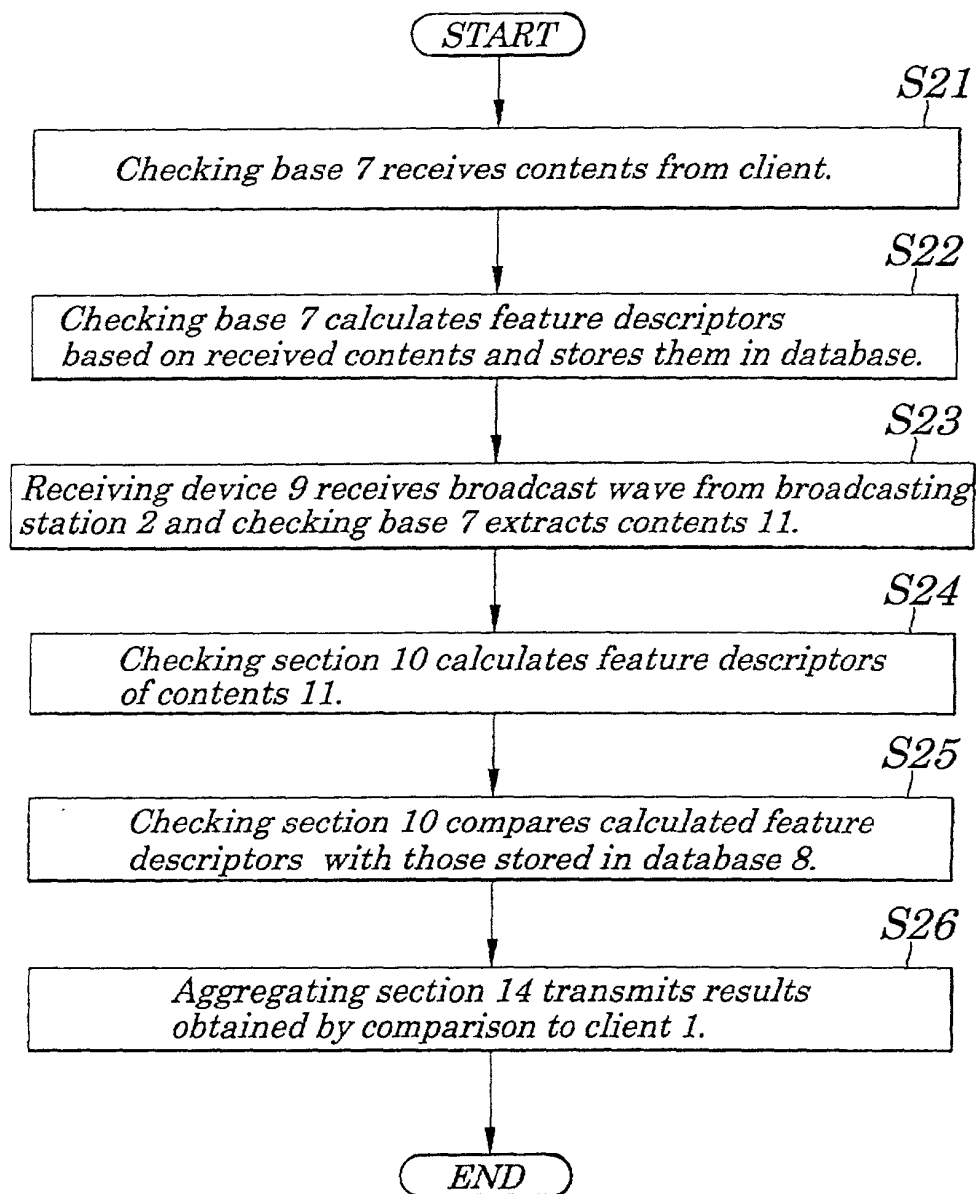 START
S21
Checking base 7 receives contents from client.
S22
Checking base 7 calculates feature descriptors
based on received contents and stores them in database.
S23
Receiving device 9 receives broadcast wave from broadcasting
station 2 and checking base 7 extracts contents 11.
S24
Checking section 10 calculates feature descriptors
of contents 11.
S25
Checking section 10 compares calculated feature
descriptors with those stored in database 8.
S26
Aggregating section 14 transmits results
obtained by comparison to client 1.
END